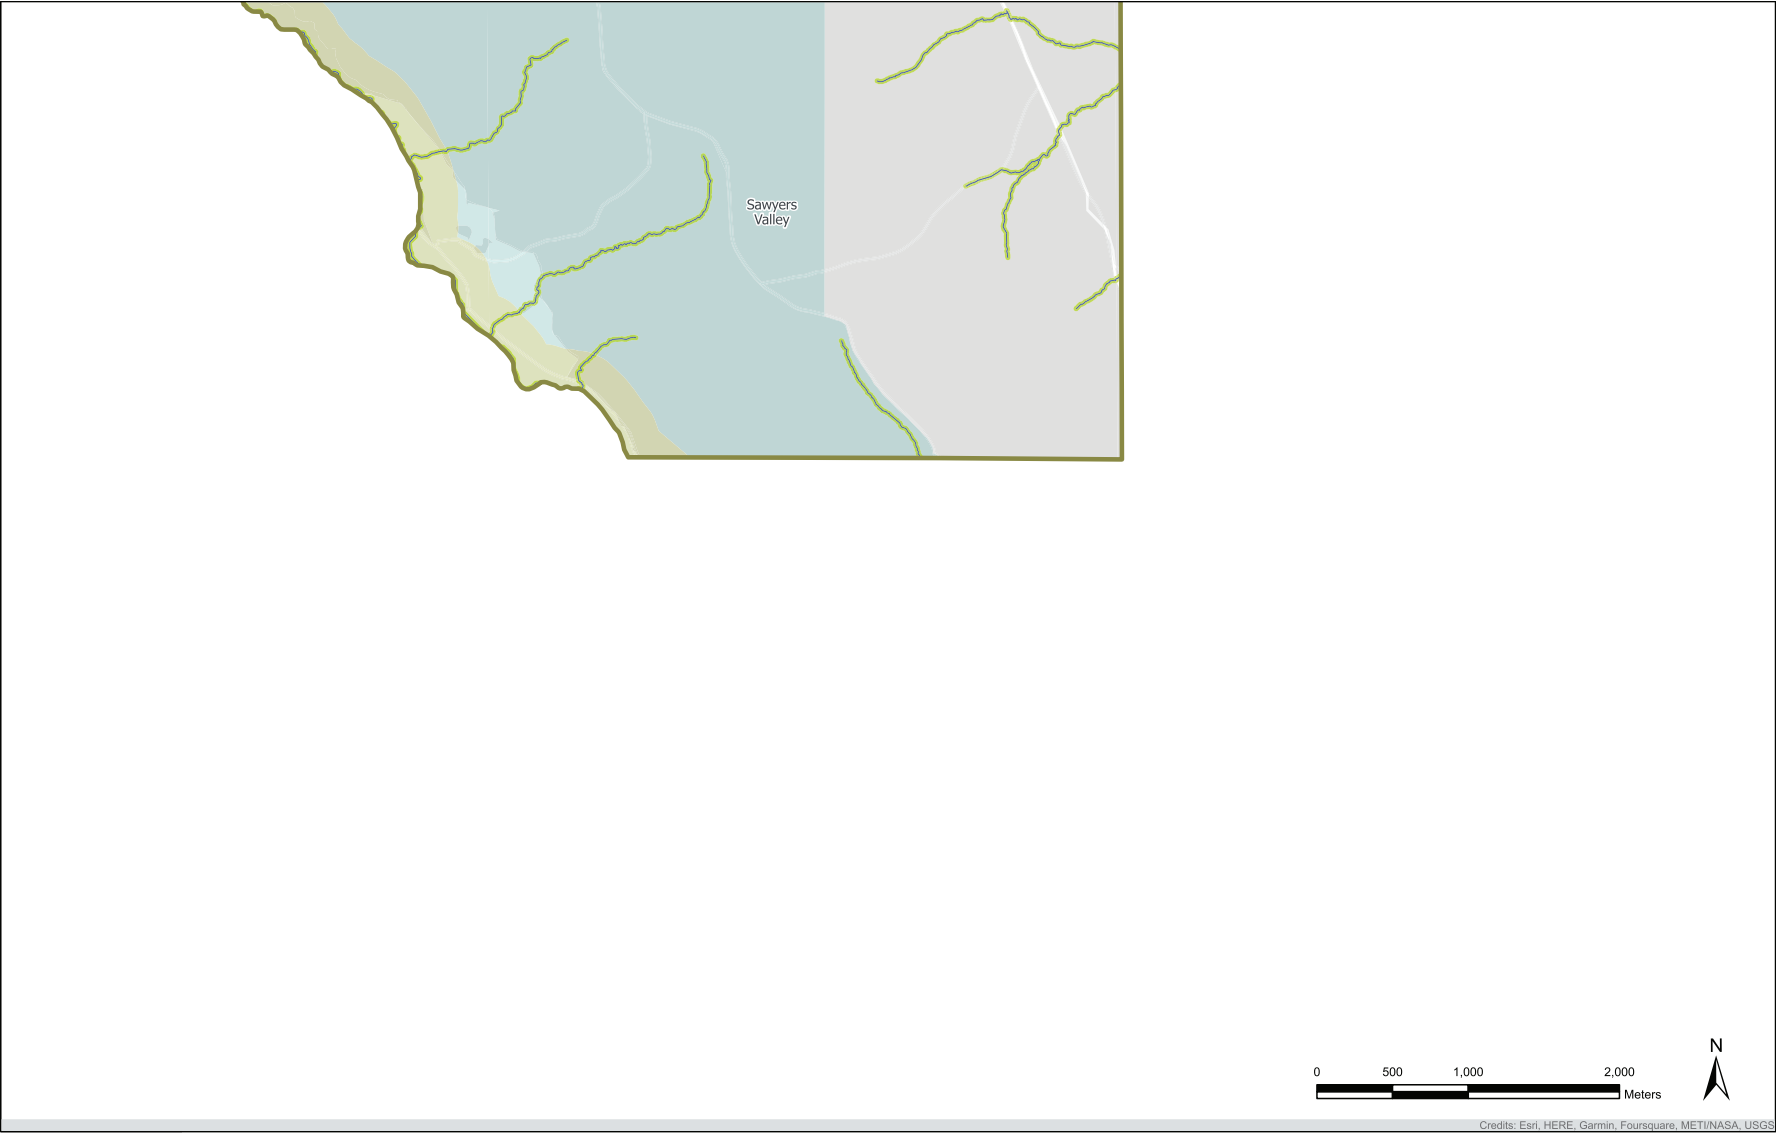 Sawyers
Valley
N
0 500 1,000 2,000
Meters
Credits: Esri, HERE, Garmin, Foursquare, METI/NASA, USGS